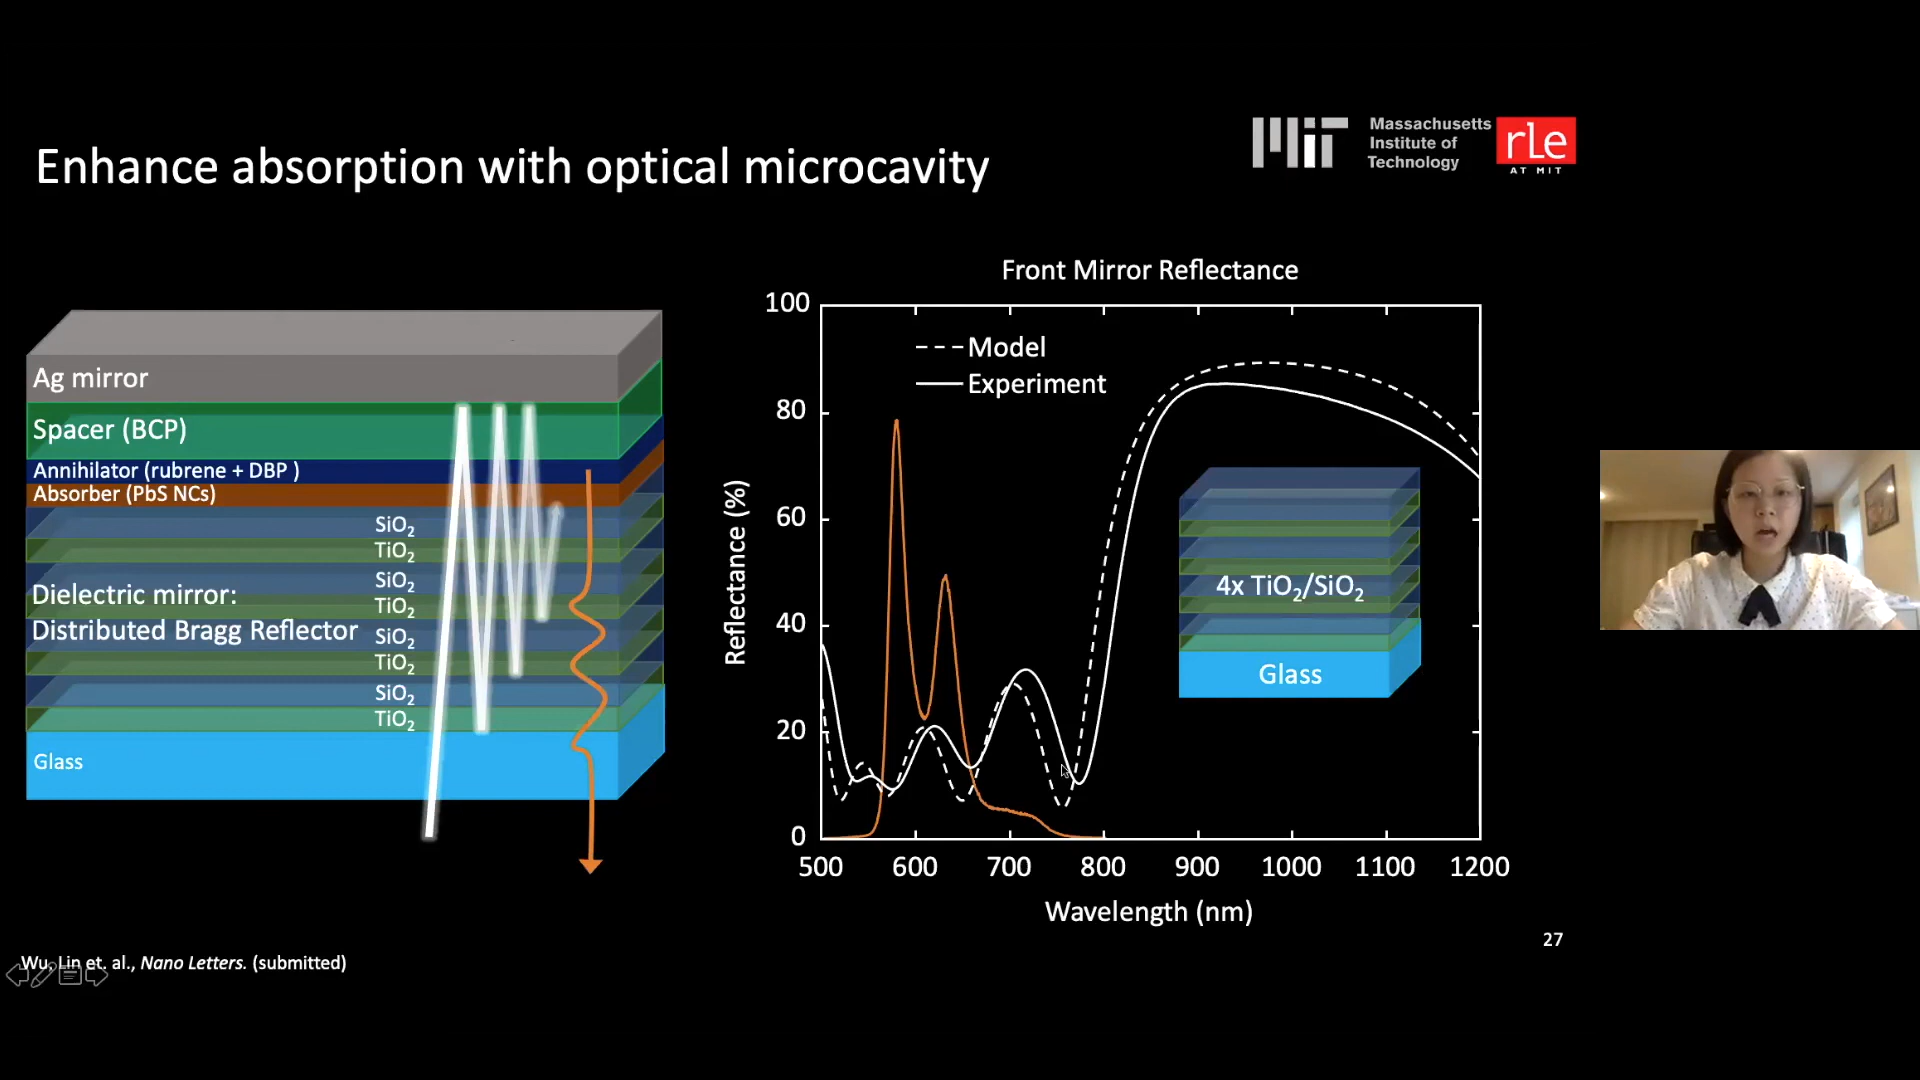 Enhance absorption with optical microcavity
Massachusetts
Institute of
Technology
rLe
AT MIT
Ag mirror
Spacer (BCP)
Annihilator (rubrene + DBP )
Absorber (PbS NCs)
SiO2
TiO2
SiO2
TiO2
SiO2
TiO2
SiO2
TiO2
Dielectric mirror:
Distributed Bragg Reflector
Glass
Front Mirror Reflectance
Model
Experiment
Reflectance (%)
100
80
60
40
20
0
500 600 700 800 900 1000 1100 1200
Wavelength (nm)
4x TiO2/SiO2
Glass
27
Wu, Lin et. al., Nano Letters. (submitted)